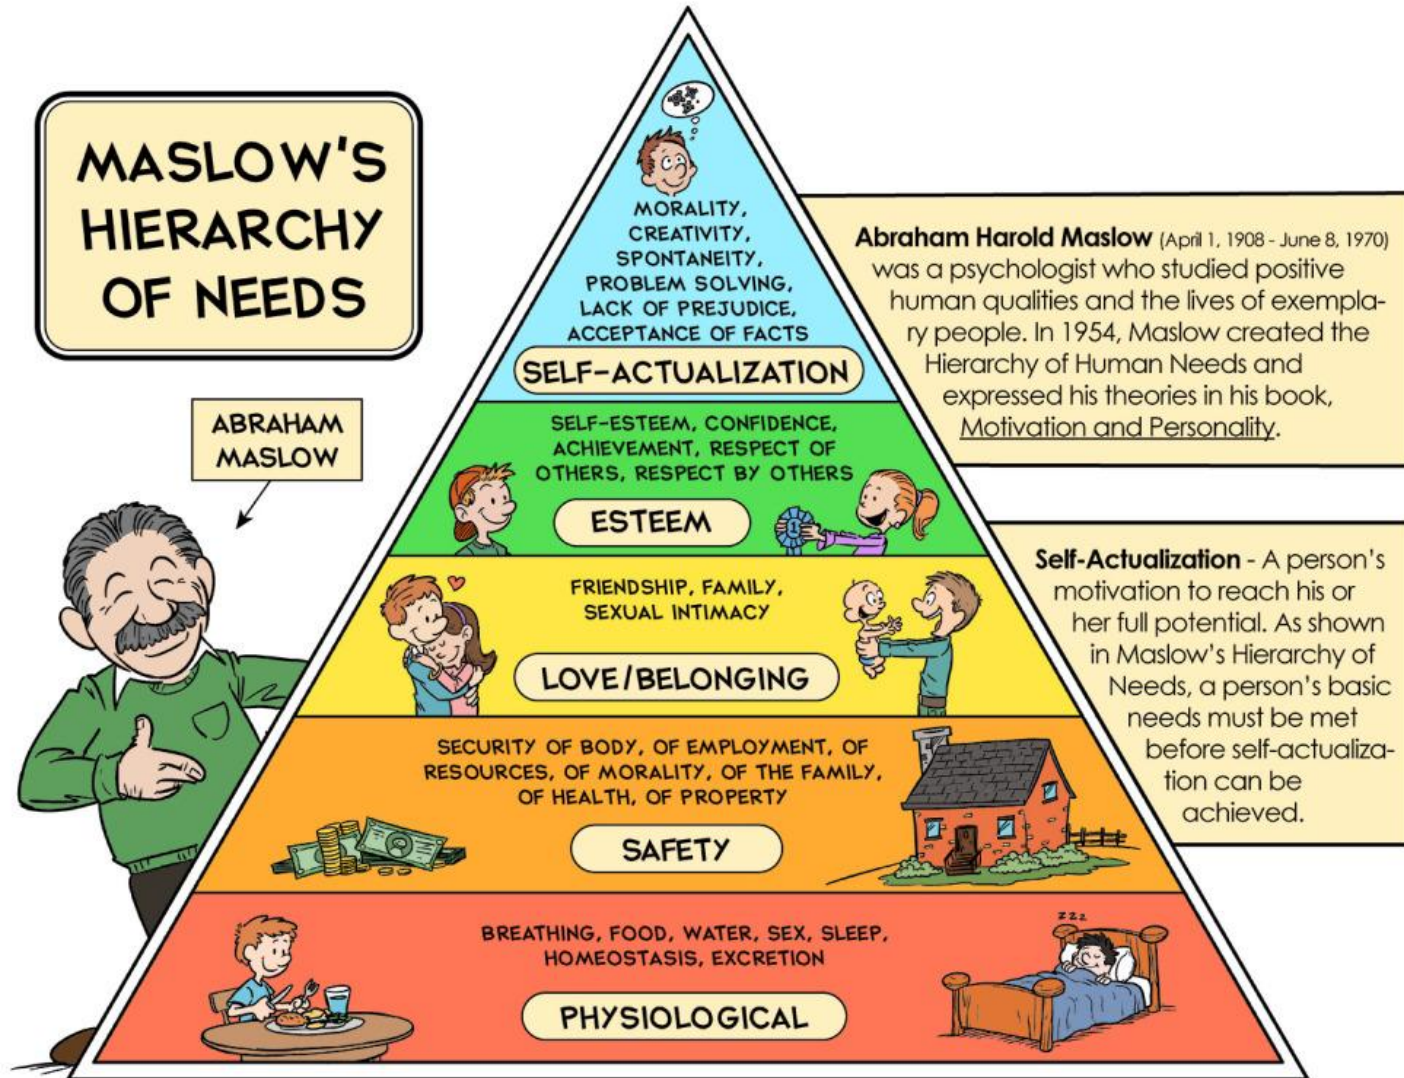 MASLOW'S
HIERARCHY
OF NEEDS
ABRAHAM
MASLOW
MORALITY,
CREATIVITY,
SPONTANEITY,
PROBLEM SOLVING,
LACK OF PREJUDICE,
ACCEPTANCE OF FACTS
SELF-ACTUALIZATION
SELF-ESTEEM, CONFIDENCE,
ACHIEVEMENT, RESPECT OF
OTHERS, RESPECT BY OTHERS
ESTEEM
1
FRIENDSHIP, FAMILY,
SEXUAL INTIMACY
LOVE/BELONGING
SECURITY OF BODY, OF EMPLOYMENT, OF
RESOURCES, OF MORALITY, OF THE FAMILY,
OF HEALTH, OF PROPERTY
SAFETY
BREATHING, FOOD, WATER, SEX, SLEEP,
HOMEOSTASIS, EXCRETION
zzz
PHYSIOLOGICAL
Abraham Harold Maslow (April 1, 1908 - June 8, 1970)
was a psychologist who studied positive
human qualities and the lives of exempla-
ry people. In 1954, Maslow created the
Hierarchy of Human Needs and
expressed his theories in his book,
Motivation and Personality.
Self-Actualization - A person's
motivation to reach his or
her full potential. As shown
in Maslow's Hierarchy of
Needs, a person's basic
needs must be met
before self-actualiza-
tion can be
achieved.